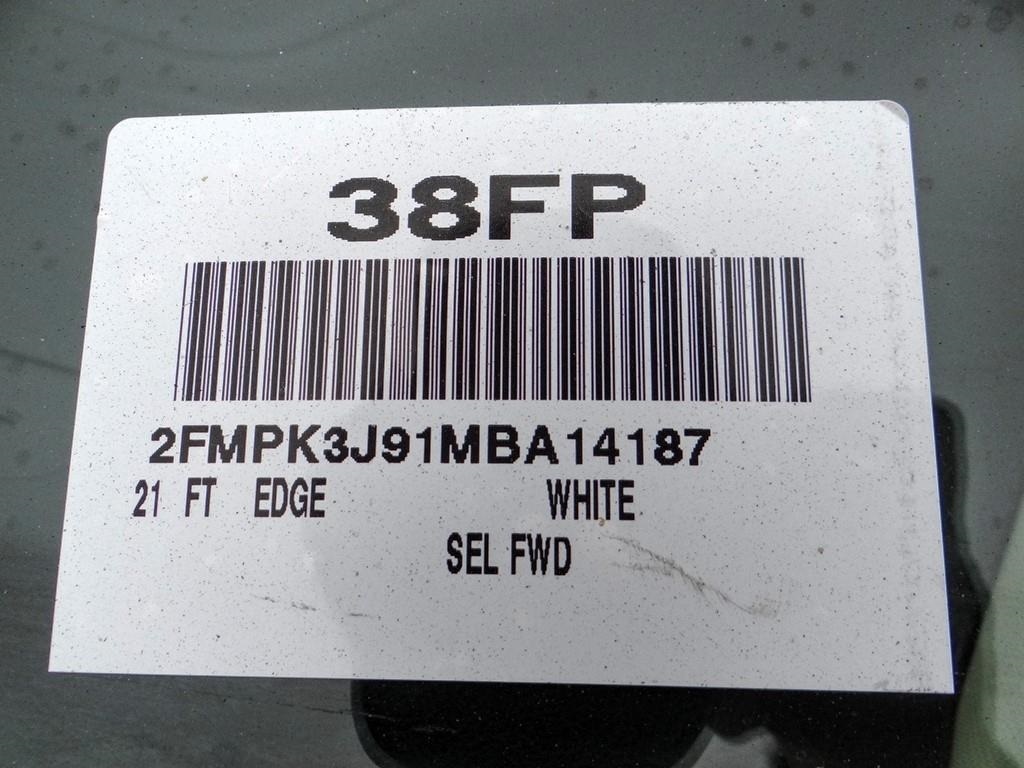 38FP
2FMPK3J91MBA14187
21 FT EDGE WHITE
SEL FWD